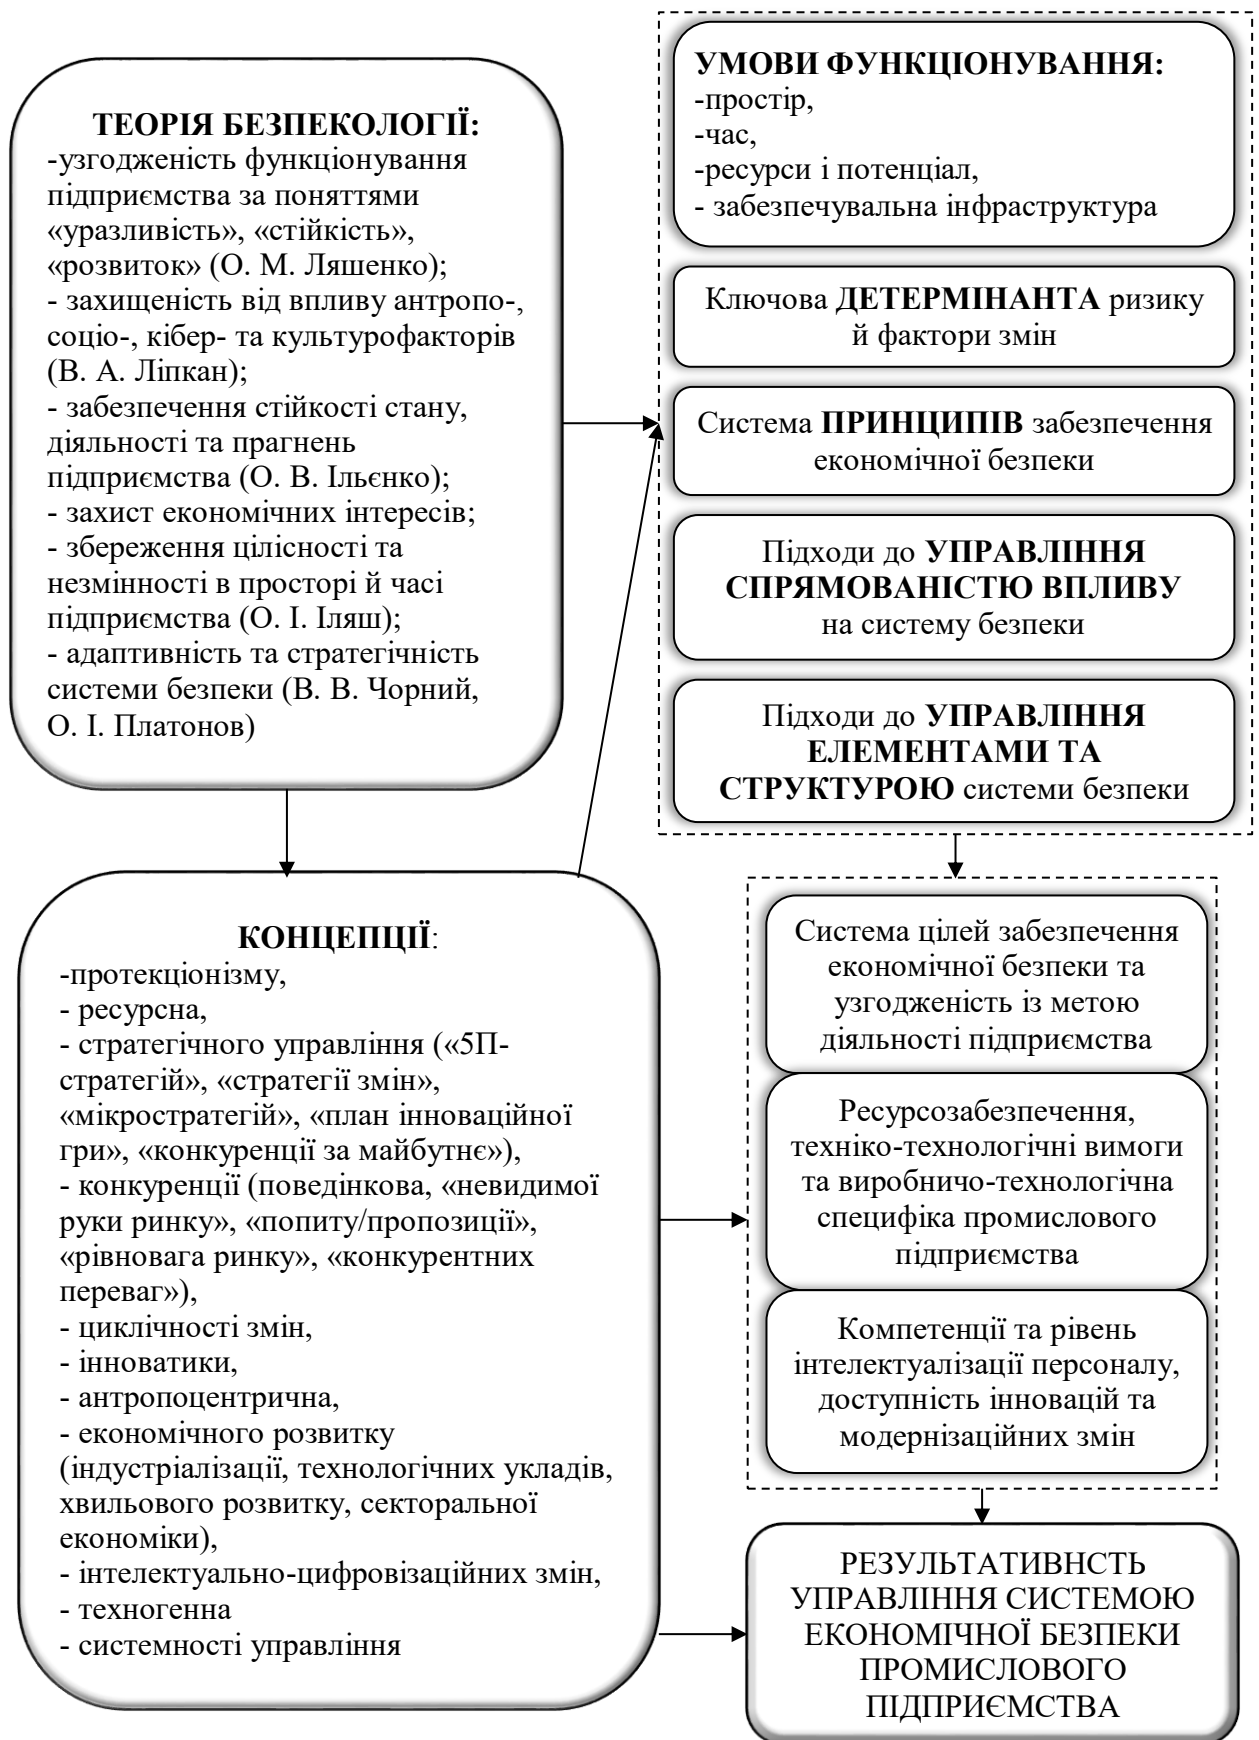 ТЕОРІЯ БЕЗПЕКОЛОГІЇ:
-узгодженість функціонування
підприємства за поняттями
«уразливість», «стійкість»,
«розвиток» (О. М. Ляшенко);
- захищеність від впливу антропо-,
соціо-, кібер- та культурофакторів
(В. А. Ліпкан);
- забезпечення стійкості стану,
діяльності та прагнень
підприємства (О. В. Ільєнко);
- захист економічних інтересів;
- збереження цілісності та
незмінності в просторі й часі
підприємства (О. І. Іляш);
- адаптивність та стратегічність
системи безпеки (В. В. Чорний,
О. І. Платонов)
УМОВИ ФУНКЦІОНУВАННЯ:
-простір,
-час,
-ресурси і потенціал,
- забезпечувальна інфраструктура
Ключова ДЕТЕРМІНАНТА ризику
й фактори змін
Система ПРИНЦИПІВ забезпечення
економічної безпеки
Підходи до УПРАВЛІННЯ
СПРЯМОВАНІСТЮ ВПЛИВУ
на систему безпеки
Підходи до УПРАВЛІННЯ
ЕЛЕМЕНТАМИ ТА
СТРУКТУРОЮ системи безпеки
КОНЦЕПЦІЇ:
-протекціонізму,
- ресурсна,
- стратегічного управління («5П-
стратегій», «стратегії змін»,
«мікростратегій», «план інноваційної
гри», «конкуренції за майбутнє»),
- конкуренції (поведінкова, «невидимої
руки ринку», «попиту/пропозиції»,
«рівновага ринку», «конкурентних
переваг»),
- циклічності змін,
- інноватики,
- антропоцентрична,
- економічного розвитку
(індустріалізації, технологічних укладів,
хвильового розвитку, секторальної
економіки),
- інтелектуально-цифровізаційних змін,
- техногенна
- системності управління
Система цілей забезпечення
економічної безпеки та
узгодженість із метою
діяльності підприємства
Ресурсозабезпечення,
техніко-технологічні вимоги
та виробничо-технологічна
специфіка промислового
підприємства
Компетенції та рівень
інтелектуалізації персоналу,
доступність інновацій та
модернізаційних змін
РЕЗУЛЬТАТИВНСТЬ
УПРАВЛІННЯ СИСТЕМОЮ
ЕКОНОМІЧНОЇ БЕЗПЕКИ
ПРОМИСЛОВОГО
ПІДПРИЄМСТВА